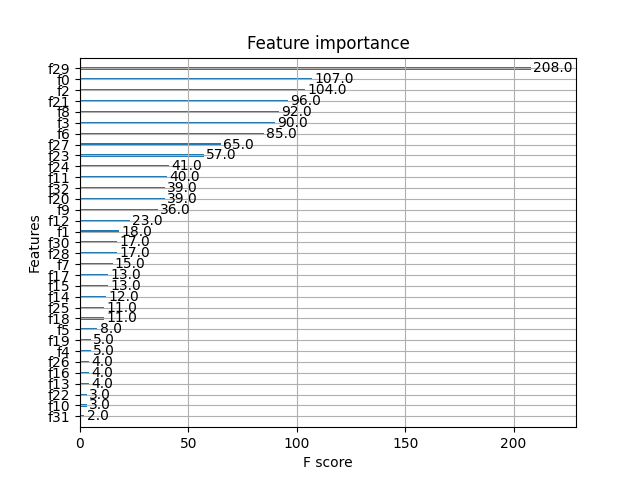 Feature importance
Features
f29 208.0
f0 107.0
f2 104.0
f21 96.0
f8 92.0
f3 90.0
f6 85.0
f27 65.0
f23 57.0
f24 41.0
f11 40.0
f32 39.0
f20 39.0
f9 36.0
f12 23.0
f1 18.0
f30 17.0
f28 17.0
f7 15.0
f17 13.0
f15 13.0
f14 12.0
f25 11.0
f18 11.0
f5 8.0
f19 5.0
f4 5.0
f26 4.0
f16 4.0
f13 4.0
f22 3.0
f10 3.0
f31 2.0
0 50 100 150 200
F score